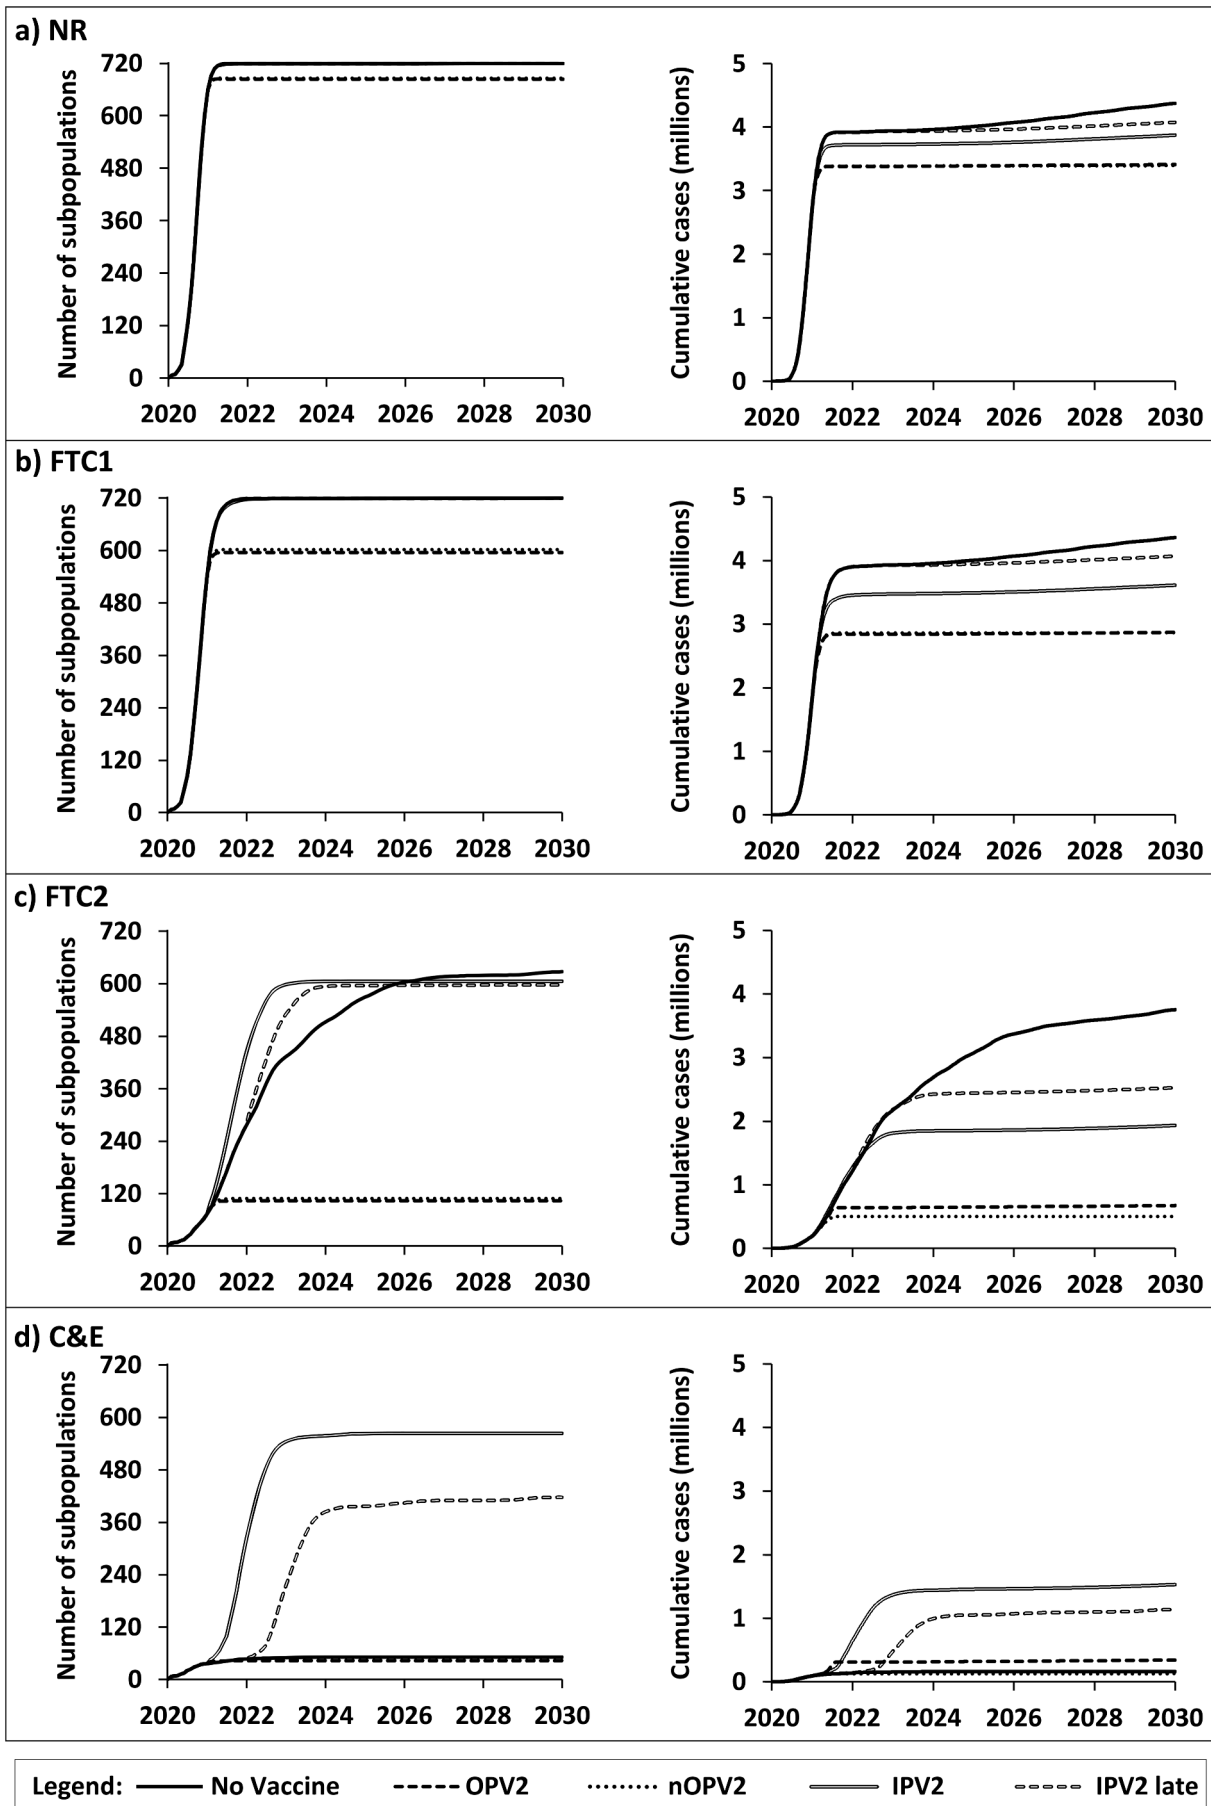 a) NR
Number of subpopulations
720
600
480
360
240
120
0
2020 2022 2024 2026 2028 2030
Cumulative cases (millions)
5
4
3
2
1
0
2020 2022 2024 2026 2028 2030
b) FTC1
Number of subpopulations
720
600
480
360
240
120
0
2020 2022 2024 2026 2028 2030
Cumulative cases (millions)
5
4
3
2
1
0
2020 2022 2024 2026 2028 2030
c) FTC2
Number of subpopulations
720
600
480
360
240
120
0
2020 2022 2024 2026 2028 2030
Cumulative cases (millions)
5
4
3
2
1
0
2020 2022 2024 2026 2028 2030
d) C&E
Number of subpopulations
720
600
480
360
240
120
0
2020 2022 2024 2026 2028 2030
Cumulative cases (millions)
5
4
3
2
1
0
2020 2022 2024 2026 2028 2030
Legend: No Vaccine OPV2 nOPV2 IPV2 IPV2 late